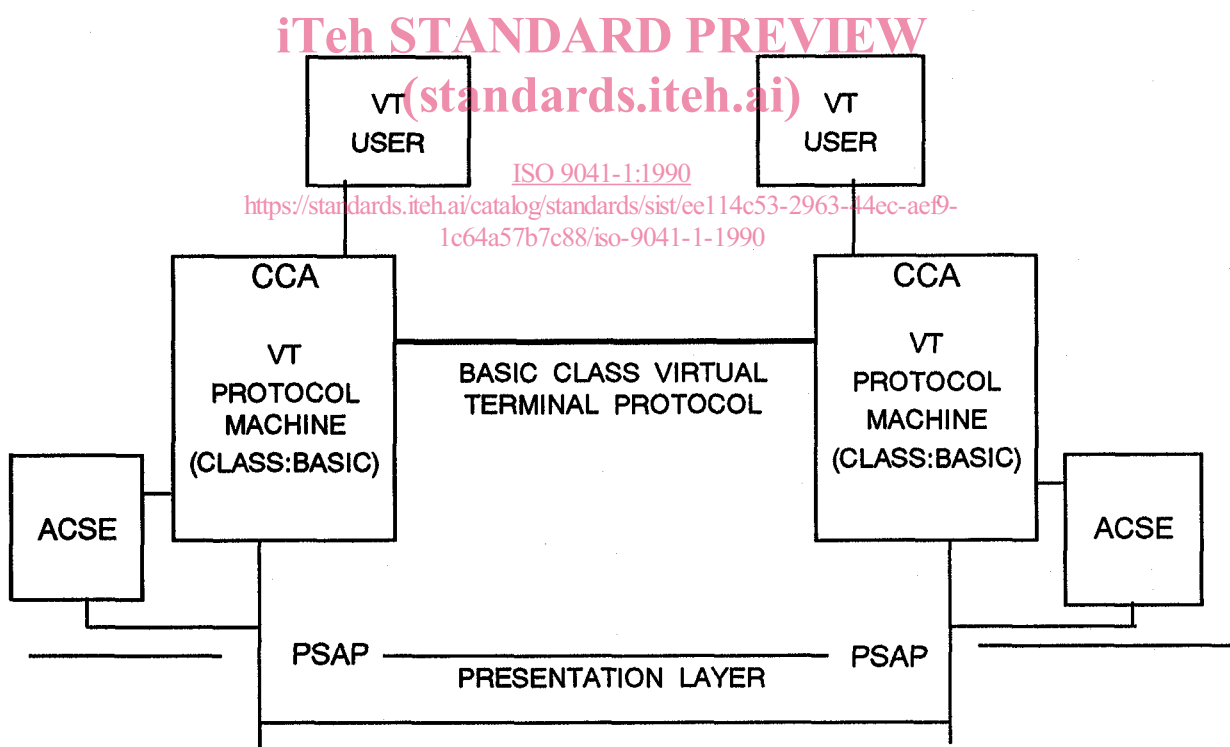 iTeh STANDARD PREVIEW
(standards.iteh.ai)
VT
USER
VT
USER
ISO 9041-1:1990
https://standards.iteh.ai/catalog/standards/sist/ee114c53-2963-44ec-aef9-
1c64a57b7c88/iso-9041-1-1990
CCA
VT
PROTOCOL
MACHINE
(CLASS:BASIC)
BASIC CLASS VIRTUAL
TERMINAL PROTOCOL
CCA
VT
PROTOCOL
MACHINE
(CLASS:BASIC)
ACSE
ACSE
PSAP
PSAP
PRESENTATION LAYER